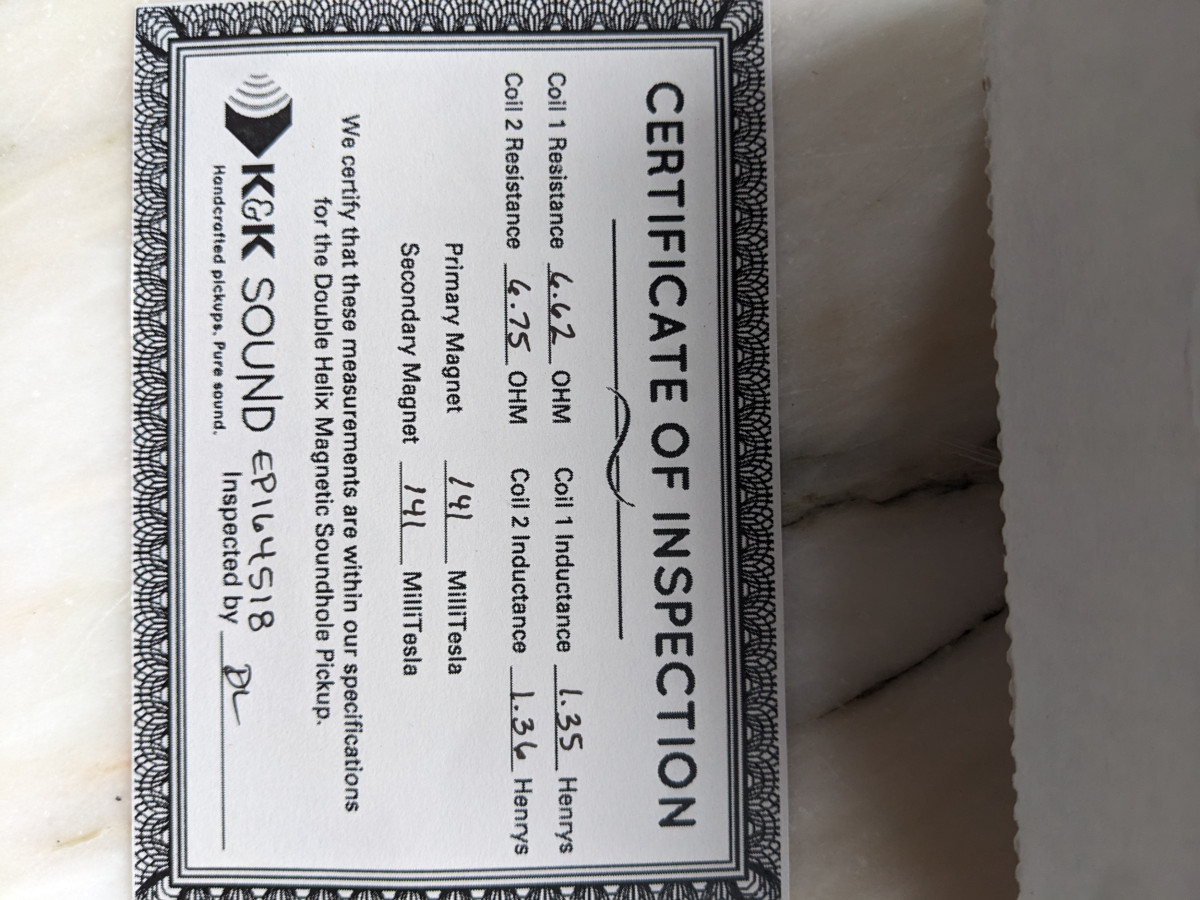 CERTIFICATE OF INSPECTION
Coil 1 Resistance 6.62 OHM Coil 1 Inductance 1.35 Henrys
Coil 2 Resistance 6.75 OHM Coil 2 Inductance 1.36 Henrys
Primary Magnet 141 MilliTesla
Secondary Magnet 141 MilliTesla
We certify that these measurements are within our specifications
for the Double Helix Magnetic Soundhole Pickup.
K&K SOUND EP164518
Handcrafted pickups. Pure sound. Inspected by DL